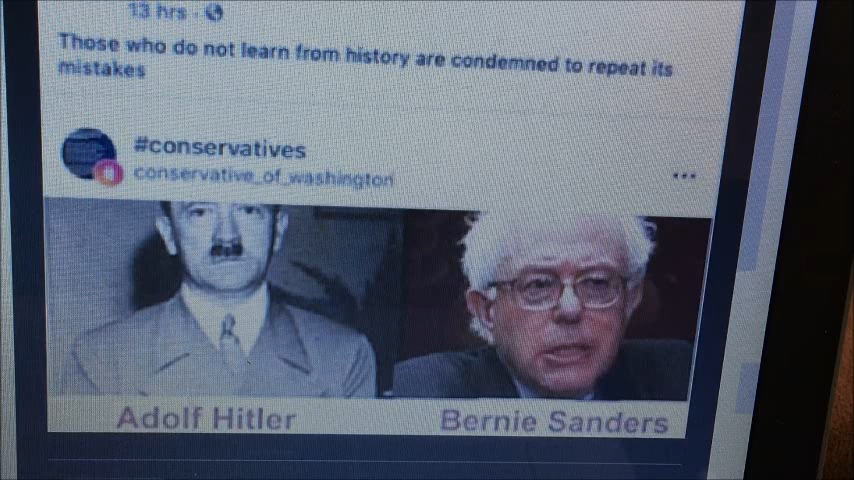 13 hrs ·
Those who do not learn from history are condemned to repeat its
mistakes
#conservatives
conservative_of_washington
Adolf Hitler
Bernie Sanders